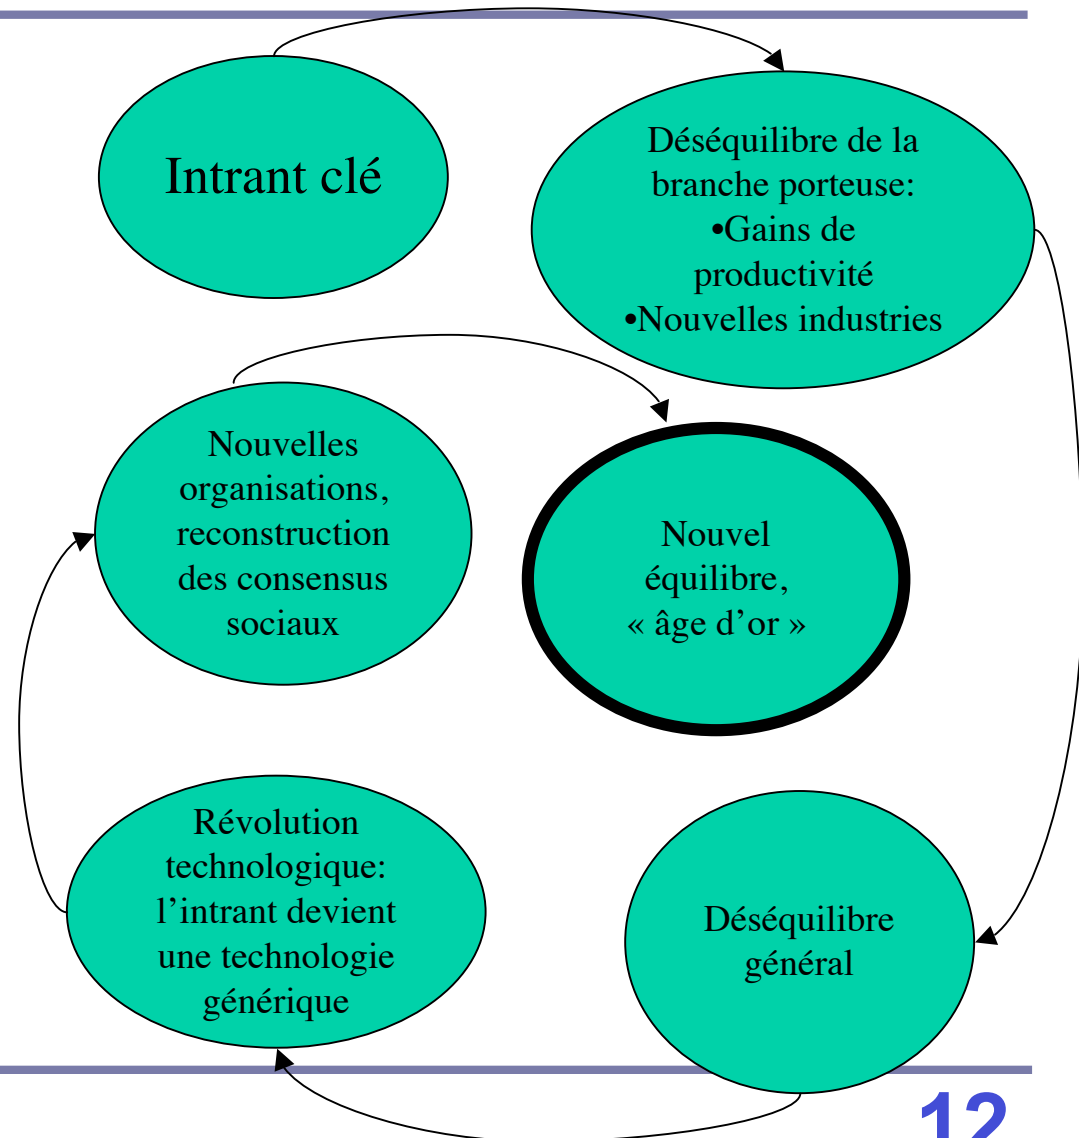 Intrant clé
Déséquilibre de la
branche porteuse:
•Gains de
productivité
•Nouvelles industries
Nouvelles
organisations,
reconstruction
des consensus
sociaux
Nouvel
équilibre,
« âge d’or »
Révolution
technologique:
l’intrant devient
une technologie
générique
Déséquilibre
général
12